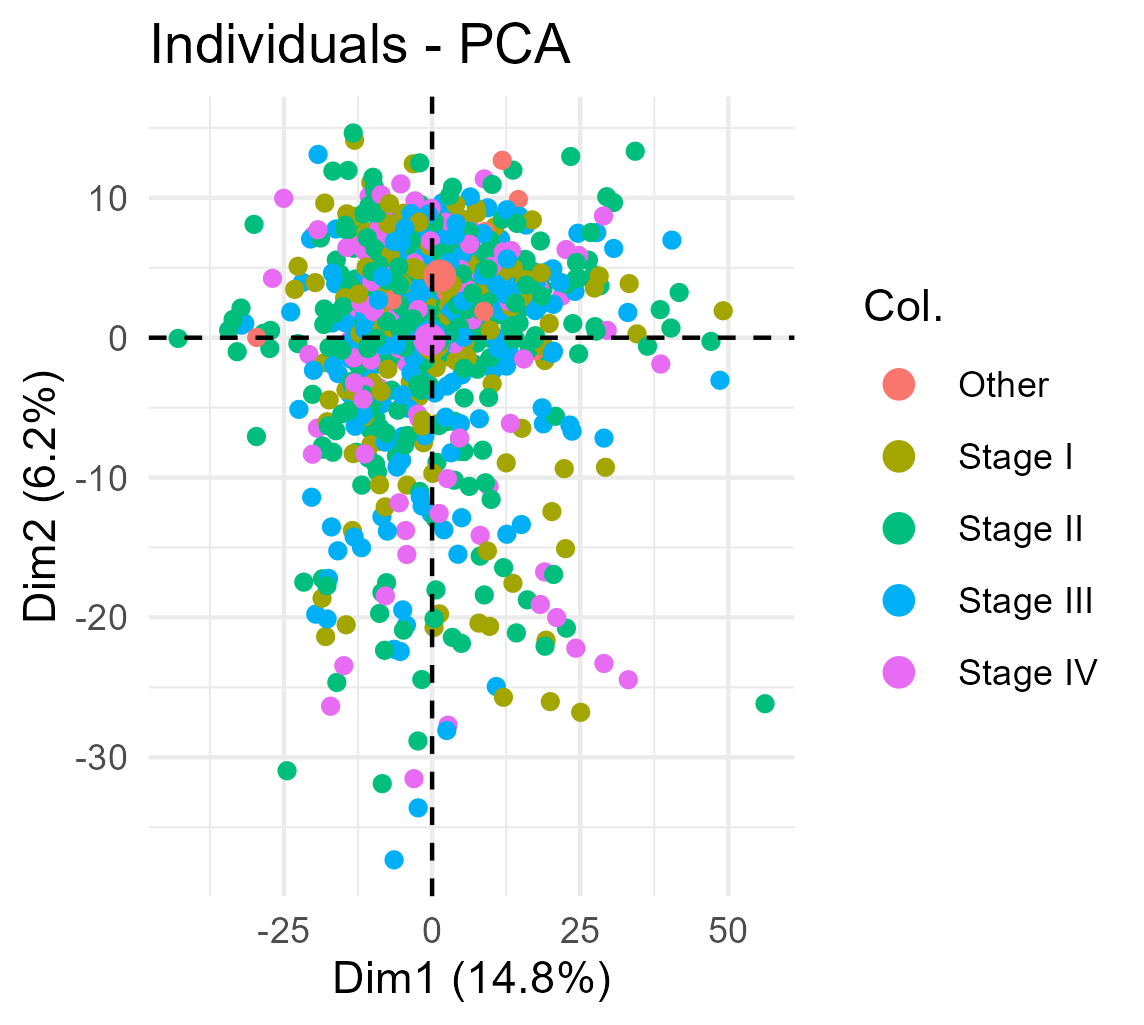 Individuals - PCA
10
0
-10
-20
-30
Dim2 (6.2%)
-25 0 25 50
Dim1 (14.8%)
Col.
Other
Stage I
Stage II
Stage III
Stage IV